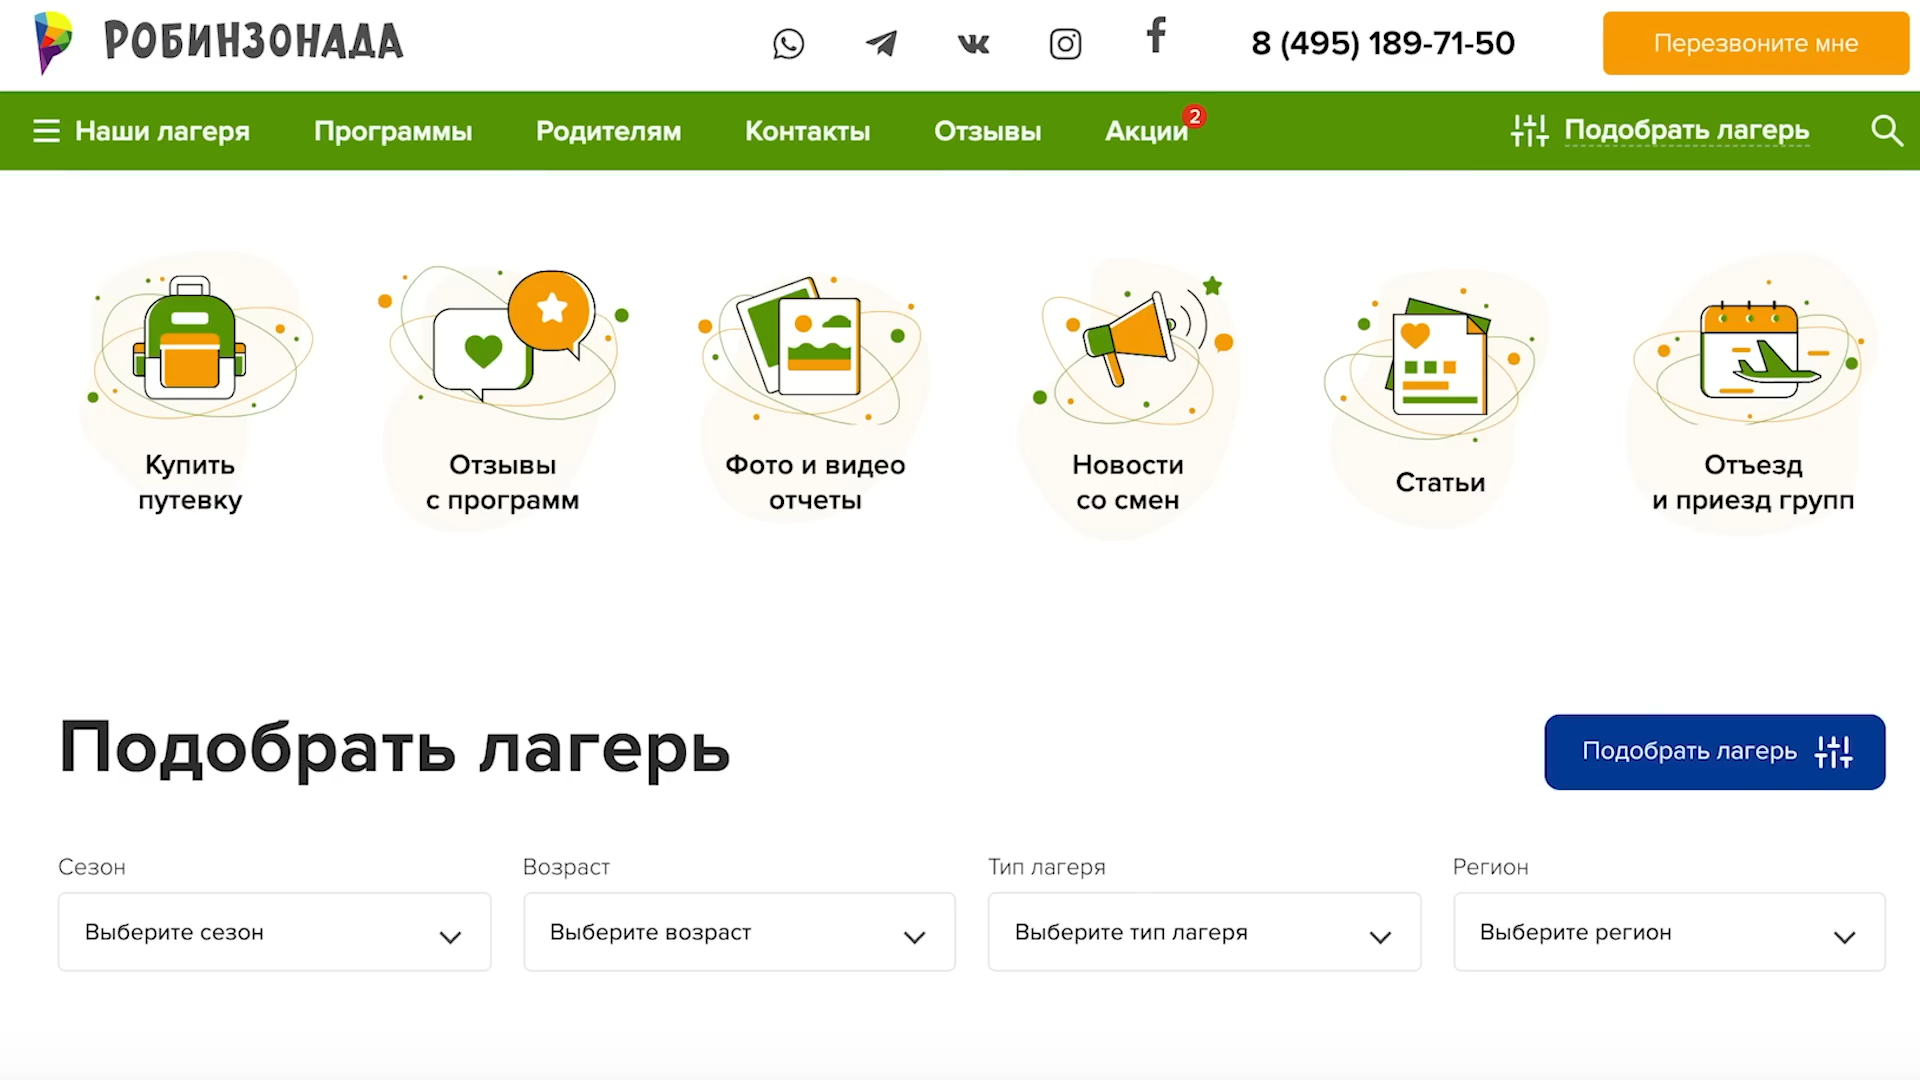 РОБИНЗОНАДА
8 (495) 189-71-50
Перезвоните мне
Наши лагеря
Программы
Родителям
Контакты
Отзывы
Акции
2
Подобрать лагерь
Купить
путевку
Отзывы
с программ
Фото и видео
отчеты
Новости
со смен
Статьи
Отъезд
и приезд групп
Подобрать лагерь
Подобрать лагерь
Сезон
Возраст
Тип лагеря
Регион
Выберите сезон
Выберите возраст
Выберите тип лагеря
Выберите регион